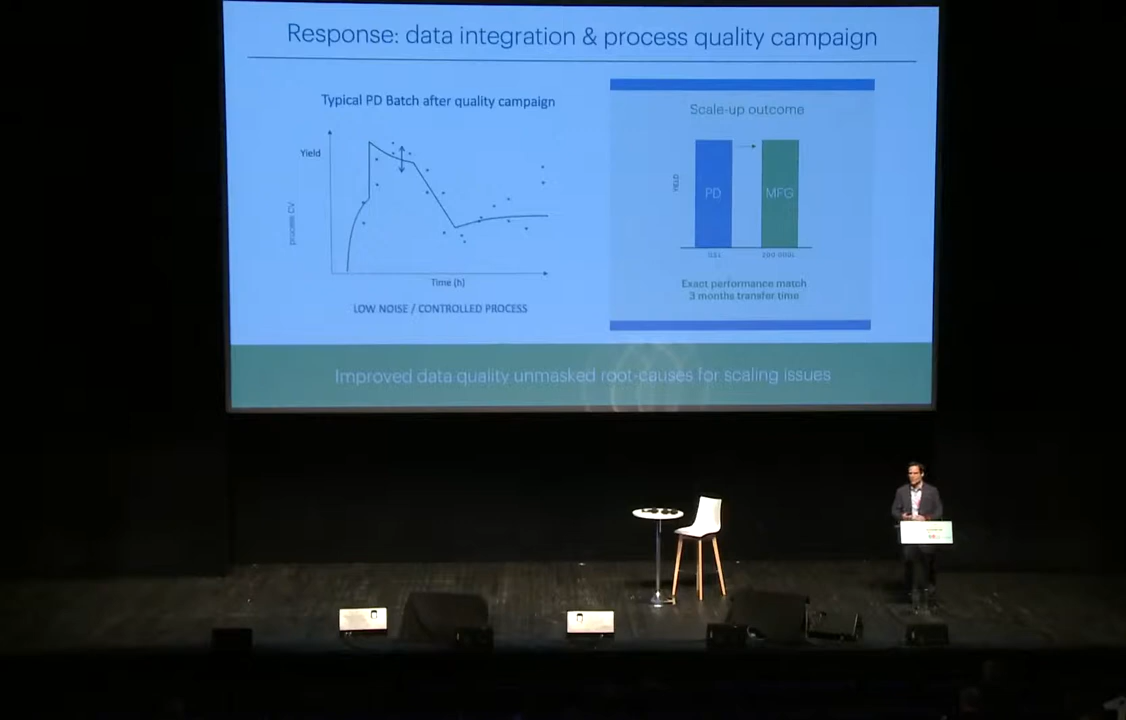 Response: data integration & process quality campaign
Typical PD Batch after quality campaign
Yield
process CV
Time (h)
LOW NOISE / CONTROLLED PROCESS
Scale-up outcome
YIELD
PD
MFG
Exact performance match
3 months transfer time
Improved data quality unmasked root-causes for scaling issues